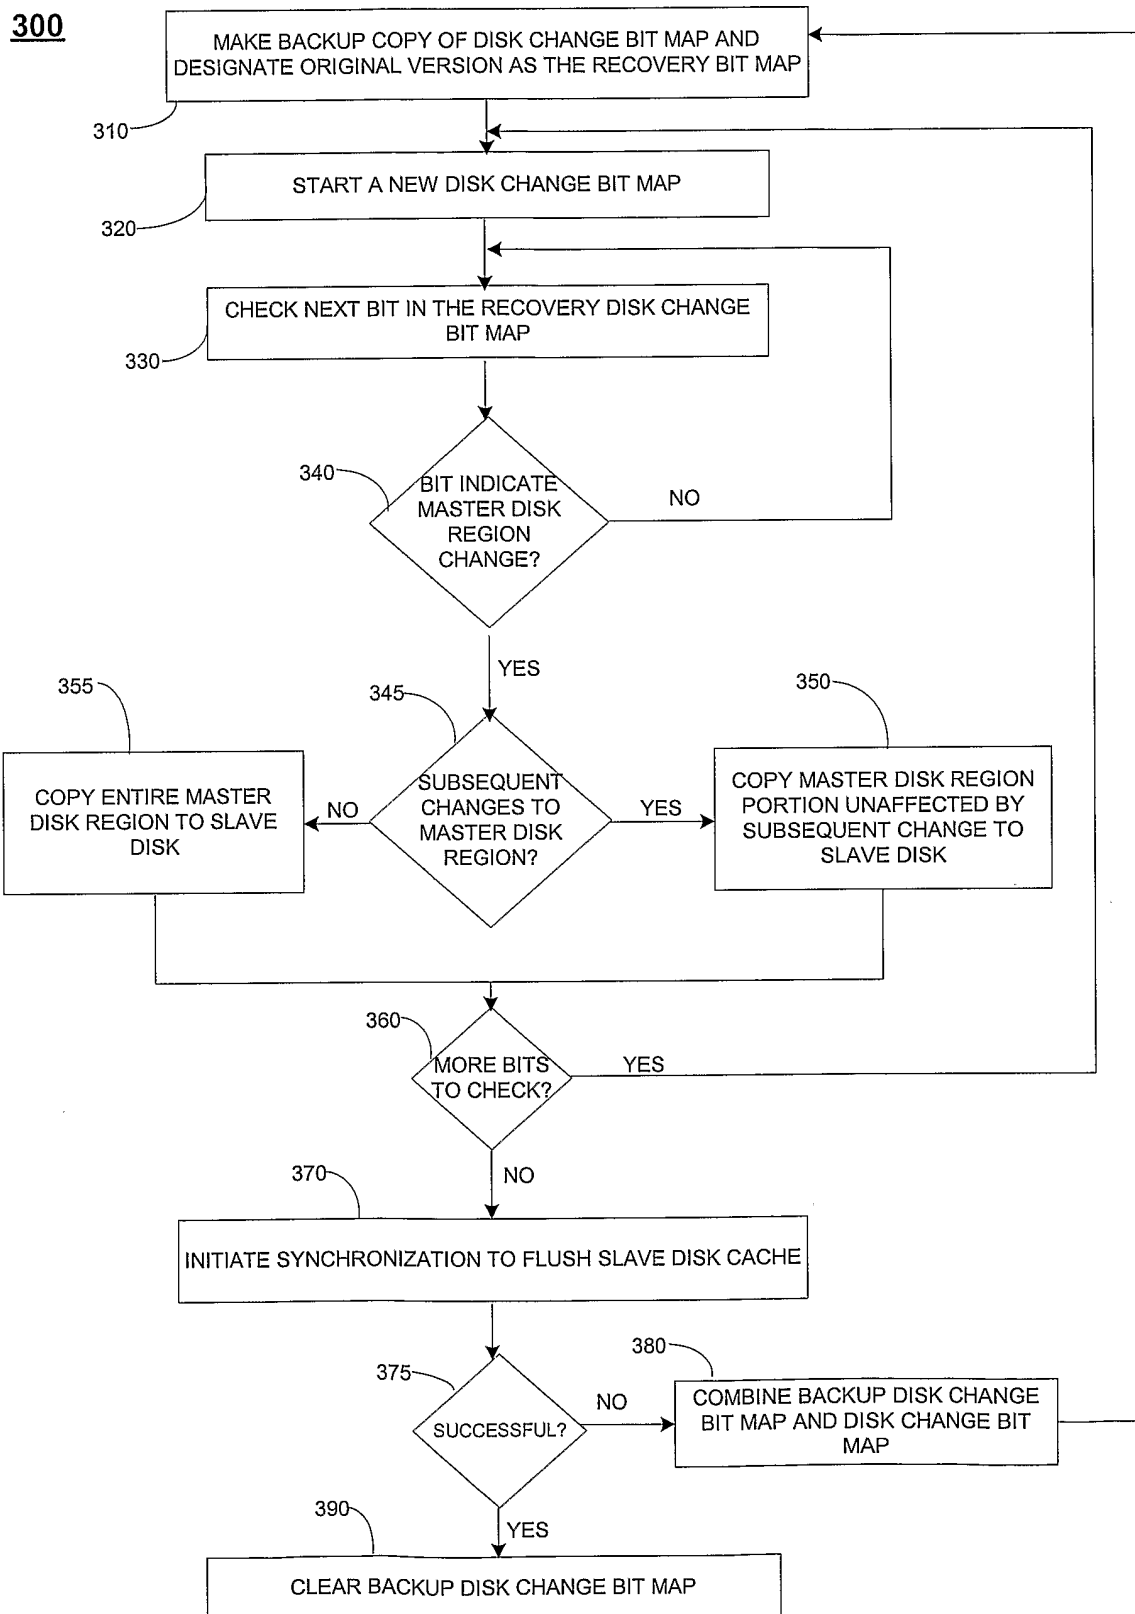 300
MAKE BACKUP COPY OF DISK CHANGE BIT MAP AND
DESIGNATE ORIGINAL VERSION AS THE RECOVERY BIT MAP
310
START A NEW DISK CHANGE BIT MAP
320
CHECK NEXT BIT IN THE RECOVERY DISK CHANGE
BIT MAP
330
340
BIT INDICATE
MASTER DISK
REGION
CHANGE?
NO
YES
355
345
350
COPY ENTIRE MASTER
DISK REGION TO SLAVE
DISK
NO
SUBSEQUENT
CHANGES TO
MASTER DISK
REGION?
YES
COPY MASTER DISK REGION
PORTION UNAFFECTED BY
SUBSEQUENT CHANGE TO
SLAVE DISK
360
MORE BITS
TO CHECK?
YES
NO
370
INITIATE SYNCHRONIZATION TO FLUSH SLAVE DISK CACHE
375
SUCCESSFUL?
NO
380
COMBINE BACKUP DISK CHANGE
BIT MAP AND DISK CHANGE BIT
MAP
YES
390
CLEAR BACKUP DISK CHANGE BIT MAP